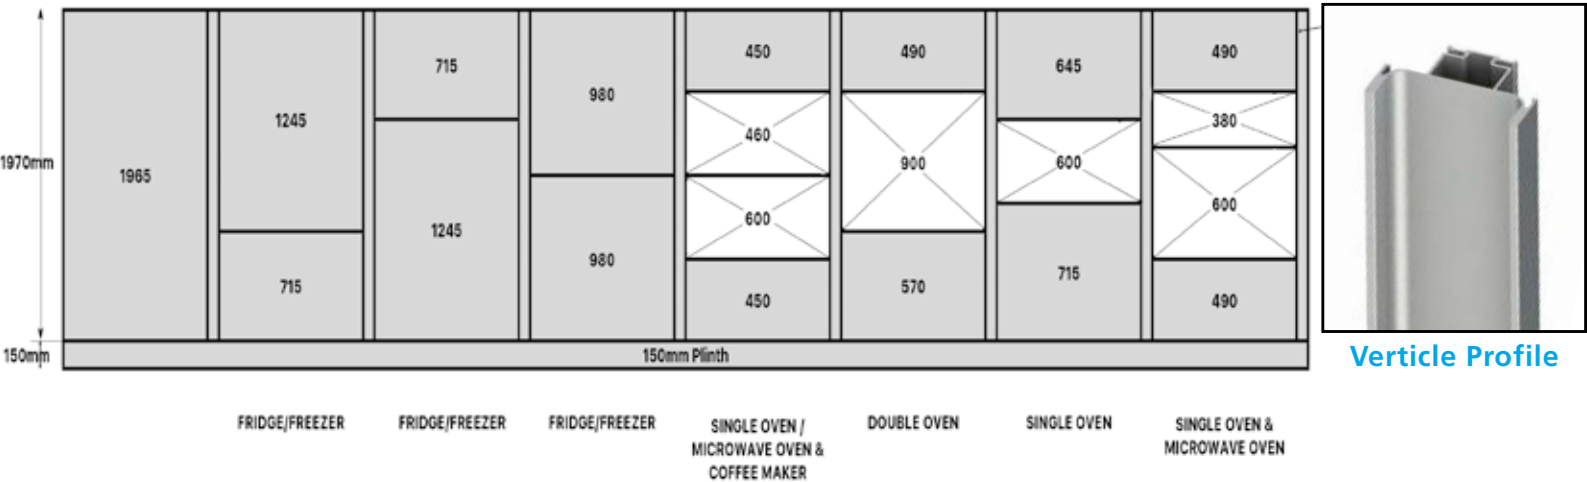 1970mm
150mm
1965
1245
715
715
1245
980
980
450
460
600
450
490
900
570
645
600
715
490
380
600
490
150mm Plinth
FRIDGE/FREEZER
FRIDGE/FREEZER
FRIDGE/FREEZER
SINGLE OVEN /
MICROWAVE OVEN &
COFFEE MAKER
DOUBLE OVEN
SINGLE OVEN
SINGLE OVEN &
MICROWAVE OVEN
Verticle Profile